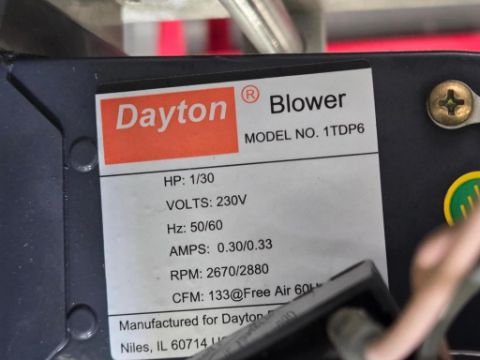 Dayton® Blower
MODEL NO. 1TDP6
HP: 1/30
VOLTS: 230V
Hz: 50/60
AMPS: 0.30/0.33
RPM: 2670/2880
CFM: 133@Free Air
Manufactured for Dayton
Niles, IL 60714